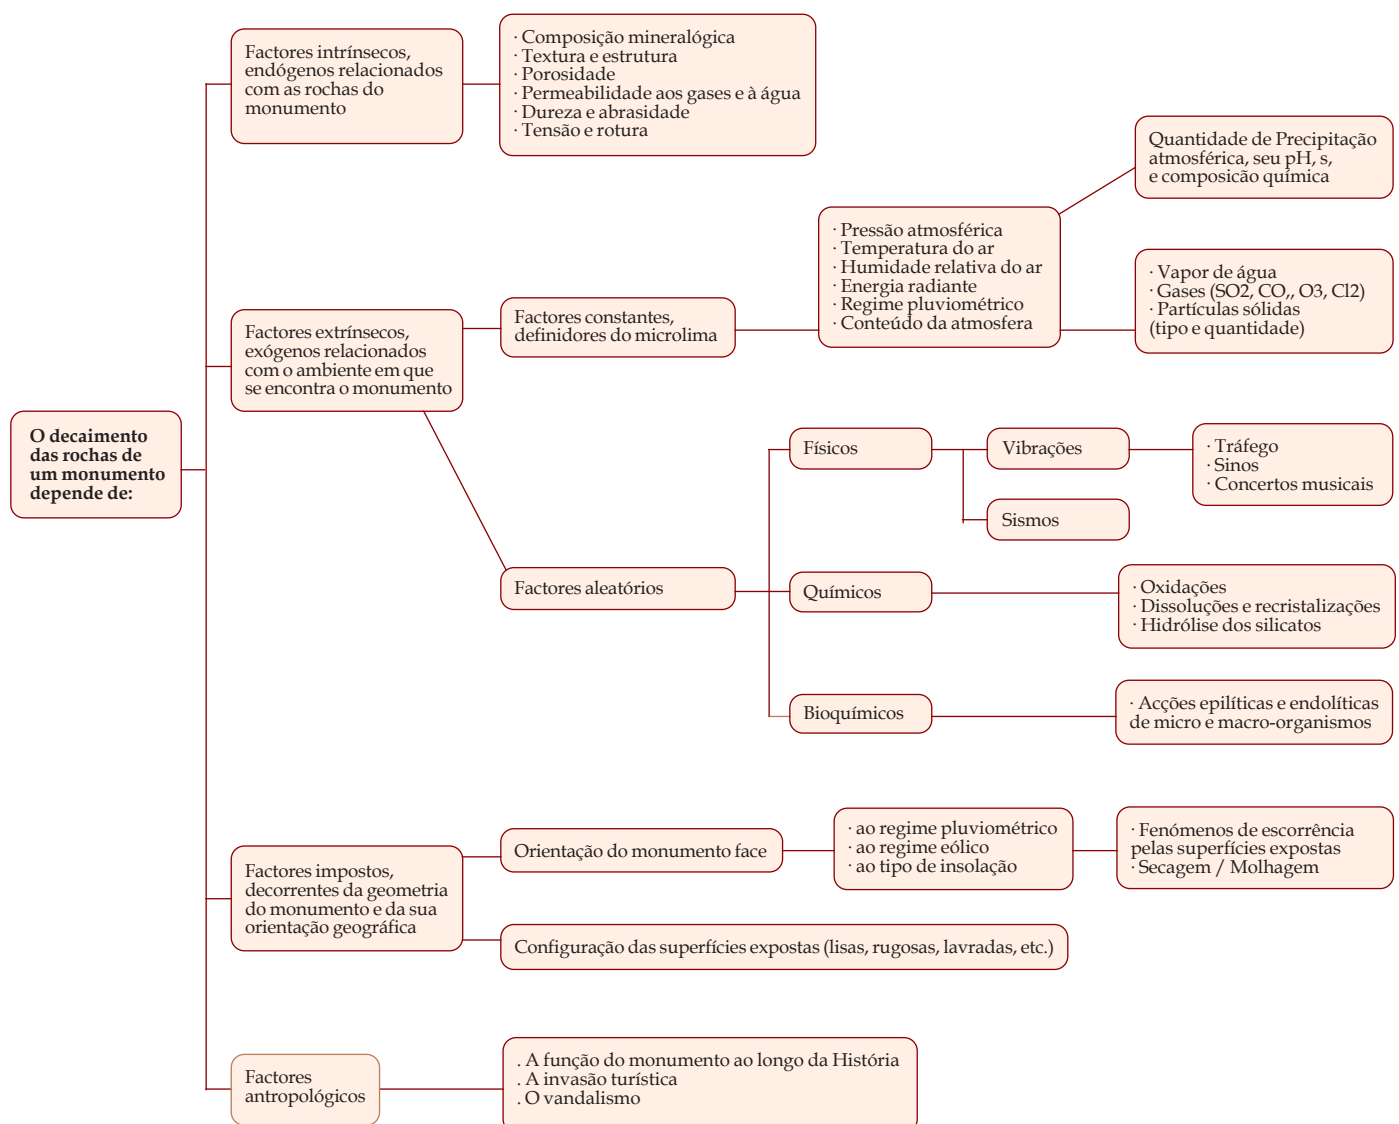 O decaimento
das rochas de
um monumento
depende de:
Factores intrínsecos,
endógenos relacionados
com as rochas do
monumento
· Composição mineralógica
· Textura e estrutura
· Porosidade
· Permeabilidade aos gases e à água
· Dureza e abrasidade
· Tensão e rotura
Factores extrínsecos,
exógenos relacionados
com o ambiente em que
se encontra o monumento
Factores constantes,
definidores do microlima
· Pressão atmosférica
· Temperatura do ar
· Humidade relativa do ar
· Energia radiante
· Regime pluviométrico
· Conteúdo da atmosfera
Quantidade de Precipitação
atmosférica, seu pH, s,
e composicão química
· Vapor de água
· Gases (SO2, CO,, O3, Cl2)
· Partículas sólidas
(tipo e quantidade)
Factores aleatórios
Físicos
Vibrações
· Tráfego
· Sinos
· Concertos musicais
Sismos
Químicos
· Oxidações
· Dissoluções e recristalizações
· Hidrólise dos silicatos
Bioquímicos
· Acções epilíticas e endolíticas
de micro e macro-organismos
Factores impostos,
decorrentes da geometria
do monumento e da sua
orientação geográfica
Orientação do monumento face
· ao regime pluviométrico
· ao regime eólico
· ao tipo de insolação
· Fenómenos de escorrência
pelas superfícies expostas
· Secagem / Molhagem
Configuração das superfícies expostas (lisas, rugosas, lavradas, etc.)
Factores
antropológicos
. A função do monumento ao longo da História
. A invasão turística
. O vandalismo